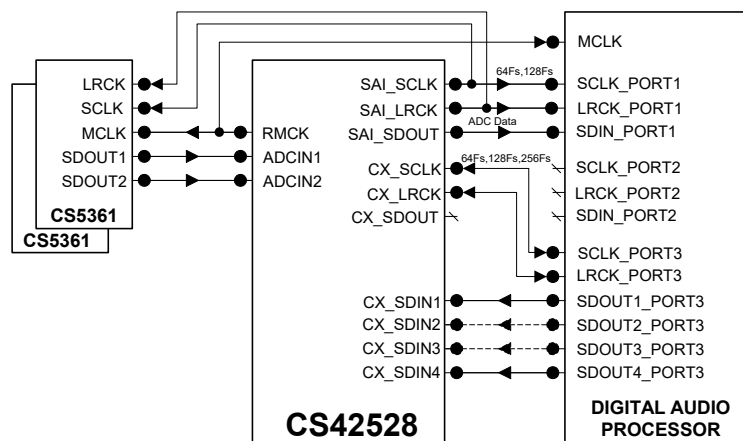 LRCK
SCLK
MCLK
SDOUT1
SDOUT2
CS5361
CS5361
RMCK
ADCIN1
ADCIN2
SAI_SCLK
SAI_LRCK
SAI_SDOUT
CX_SCLK
CX_LRCK
CX_SDOUT
CX_SDIN1
CX_SDIN2
CX_SDIN3
CX_SDIN4
CS42528
64Fs,128Fs
ADC Data
64Fs,128Fs,256Fs
MCLK
SCLK_PORT1
LRCK_PORT1
SDIN_PORT1
SCLK_PORT2
LRCK_PORT2
SDIN_PORT2
SCLK_PORT3
LRCK_PORT3
SDOUT1_PORT3
SDOUT2_PORT3
SDOUT3_PORT3
SDOUT4_PORT3
DIGITAL AUDIO
PROCESSOR